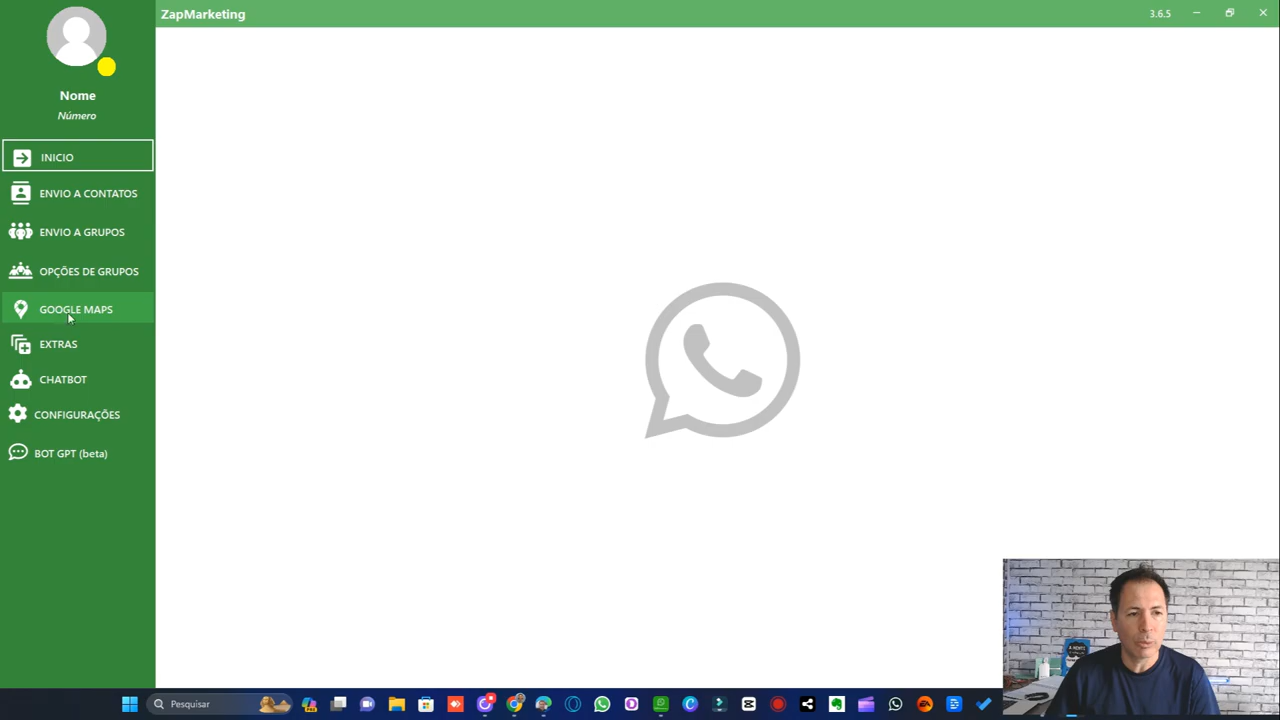 ZapMarketing
3.6.5
Nome
Número
INICIO
ENVIO A CONTATOS
ENVIO A GRUPOS
OPÇÕES DE GRUPOS
GOOGLE MAPS
EXTRAS
CHATBOT
CONFIGURAÇÕES
BOT GPT (beta)
Pesquisar